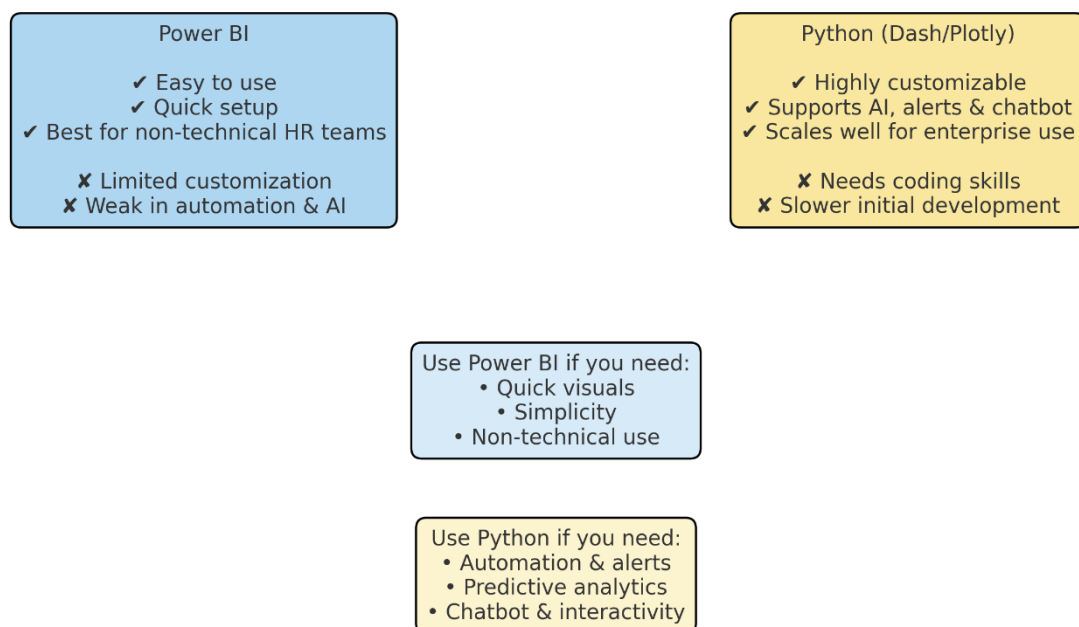 Power BI
✔ Easy to use
✔ Quick setup
✔ Best for non-technical HR teams
✘ Limited customization
✘ Weak in automation & AI
Python (Dash/Plotly)
✔ Highly customizable
✔ Supports AI, alerts & chatbot
✔ Scales well for enterprise use
✘ Needs coding skills
✘ Slower initial development
Use Power BI if you need:
• Quick visuals
• Simplicity
• Non-technical use
Use Python if you need:
• Automation & alerts
• Predictive analytics
• Chatbot & interactivity